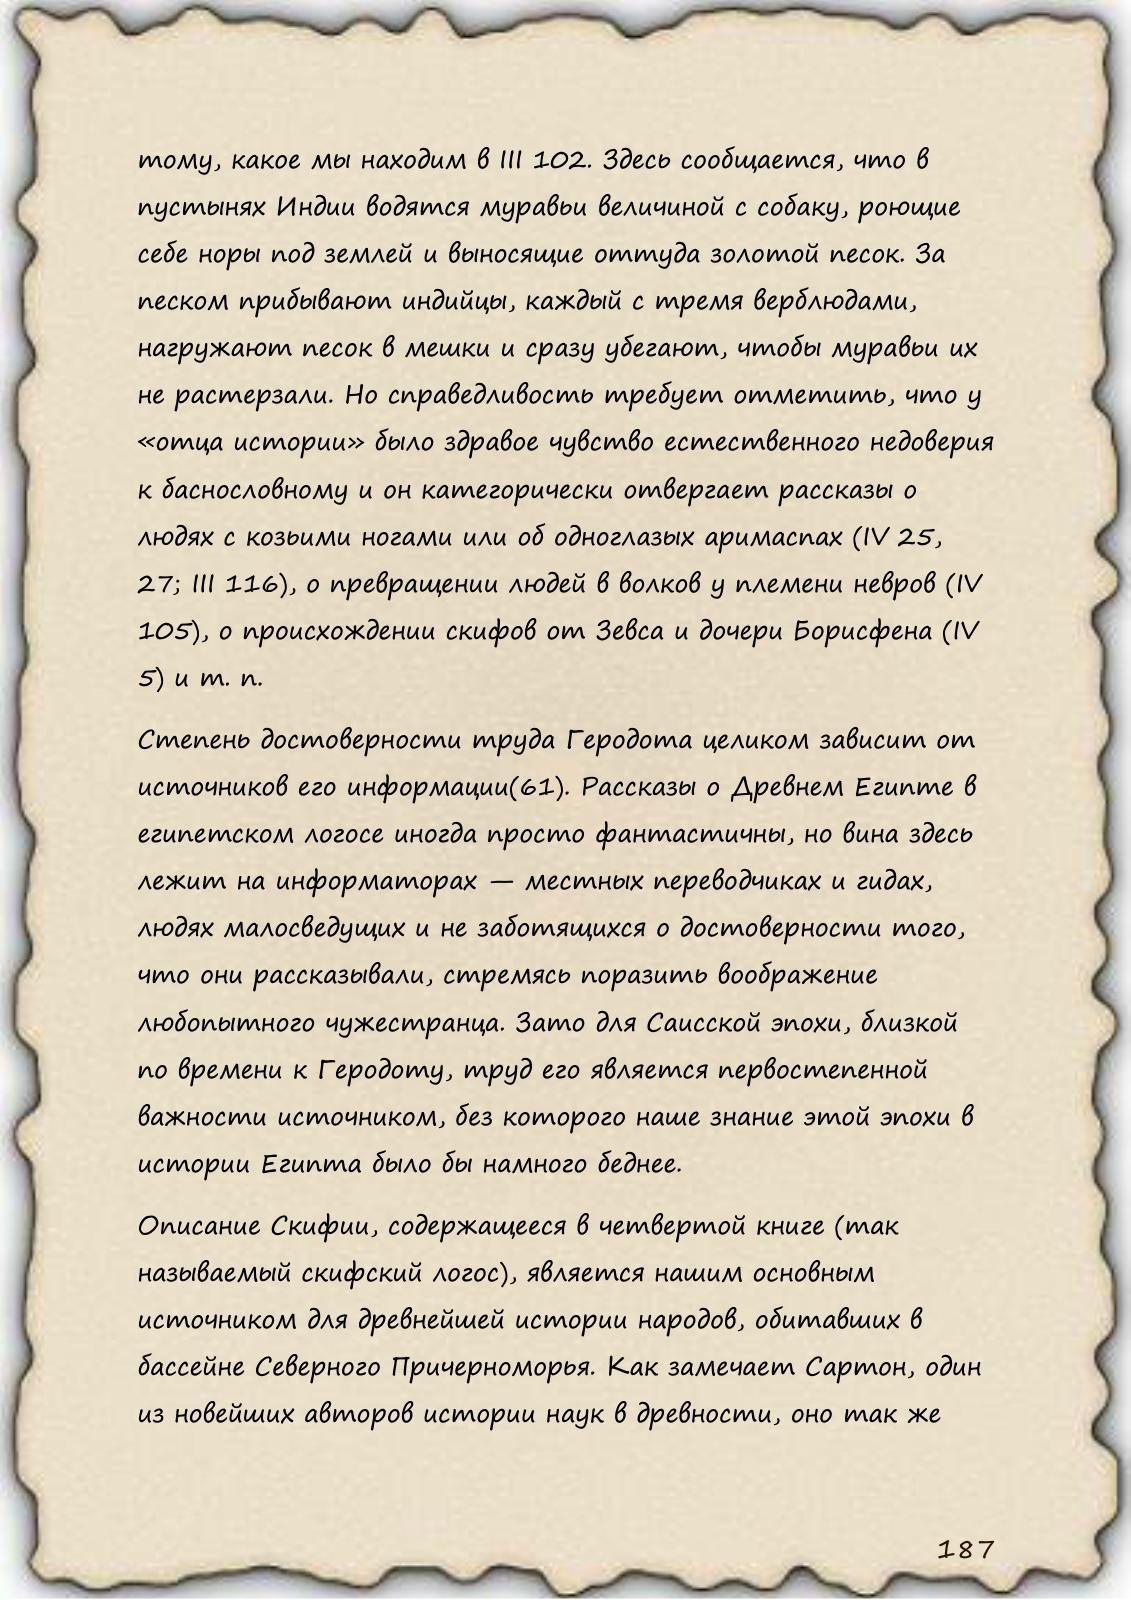 тому, какое мы находим в III 102. Здесь сообщается, что в
пустынях Индии водятся муравьи величиной с собаку, роющие
себе норы под землей и выносящие оттуда золотой песок. За
песком прибывают индийцы, каждый с тремя верблюдами,
нагружают песок в мешки и сразу убегают, чтобы муравьи их
не растерзали. Но справедливость требует отметить, что у
«отца истории» было здравое чувство естественного недоверия
к баснословному и он категорически отвергает рассказы о
людях с козьими ногами или об одноглазых аримаспах (IV 25,
27; III 116), о превращении людей в волков у племени невров (IV
105), о происхождении скифов от Зевса и дочери Борисфена (IV
5) и т. п.
Степень достоверности труда Геродота целиком зависит от
источников его информации(61). Рассказы о Древнем Египте в
египетском логосе иногда просто фантастичны, но вина здесь
лежит на информаторах — местных переводчиках и гидах,
людях малосведущих и не заботящихся о достоверности того,
что они рассказывали, стремясь поразить воображение
любопытного чужестранца. Зато для Саисской эпохи, близкой
по времени к Геродоту, труд его является первостепенной
важности источником, без которого наше знание этой эпохи в
истории Египта было бы намного беднее.
Описание Скифии, содержащееся в четвертой книге (так
называемый скифский логос), является нашим основным
источником для древнейшей истории народов, обитавших в
бассейне Северного Причерноморья. Как замечает Сартон, один
из новейших авторов истории наук в древности, оно так же
187